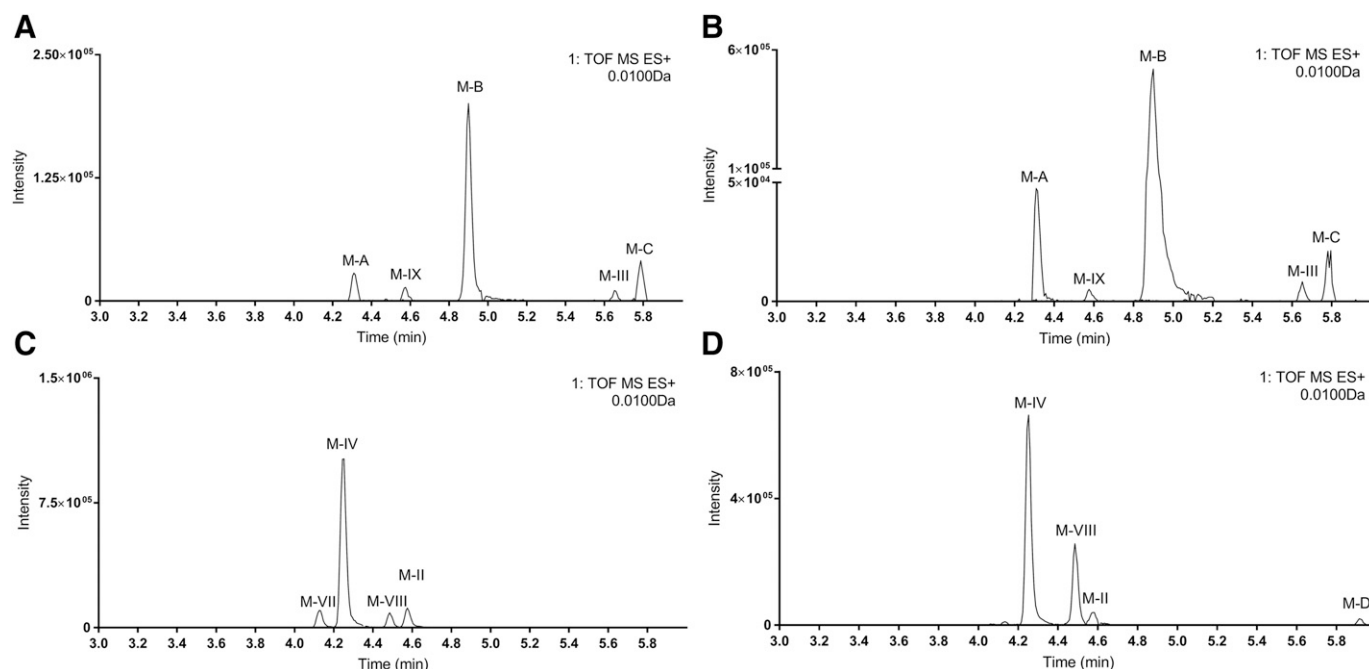 A
2.50×10⁰⁵
1: TOF MS ES+
0.0100Da
M-B
Intensity
1.25×10⁰⁵
M-A
M-IX
M-III
M-C
0
3.0 3.2 3.4 3.6 3.8 4.0 4.2 4.4 4.6 4.8 5.0 5.2 5.4 5.6 5.8
Time (min)
B
6×10⁰⁵
1: TOF MS ES+
0.0100Da
M-B
Intensity
1×10⁰⁵
5×10⁰⁴
M-A
M-IX
M-III
M-C
0
3.0 3.2 3.4 3.6 3.8 4.0 4.2 4.4 4.6 4.8 5.0 5.2 5.4 5.6 5.8
Time (min)
C
1.5×10⁰⁶
1: TOF MS ES+
0.0100Da
M-IV
Intensity
7.5×10⁰⁵
M-VII
M-VIII
M-II
0
3.0 3.2 3.4 3.6 3.8 4.0 4.2 4.4 4.6 4.8 5.0 5.2 5.4 5.6 5.8
Time (min)
D
8×10⁰⁵
1: TOF MS ES+
0.0100Da
M-IV
Intensity
4×10⁰⁵
M-VIII
M-II
M-D
0
3.0 3.2 3.4 3.6 3.8 4.0 4.2 4.4 4.6 4.8 5.0 5.2 5.4 5.6 5.8
Time (min)